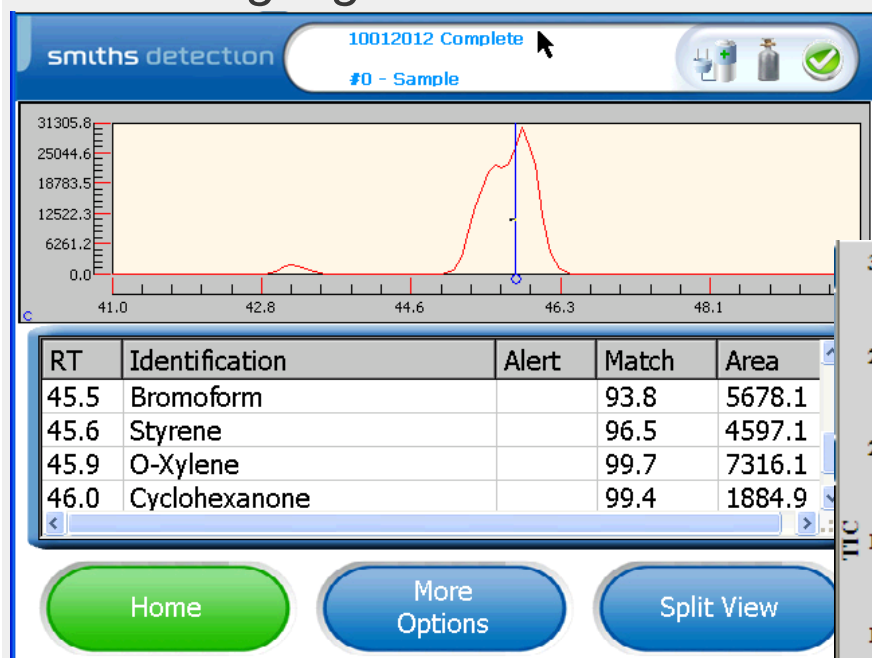 smiths detection
10012012 Complete
#0 - Sample
31305.8
25044.6
18783.5
12522.3
6261.2
0.0
C
41.0 42.8 44.6 46.3 48.1
RT Identification Alert Match Area
45.5 Bromoform 93.8 5678.1
45.6 Styrene 96.5 4597.1
45.9 O-Xylene 99.7 7316.1
46.0 Cyclohexanone 99.4 1884.9
TIC
Home
More
Options
Split View